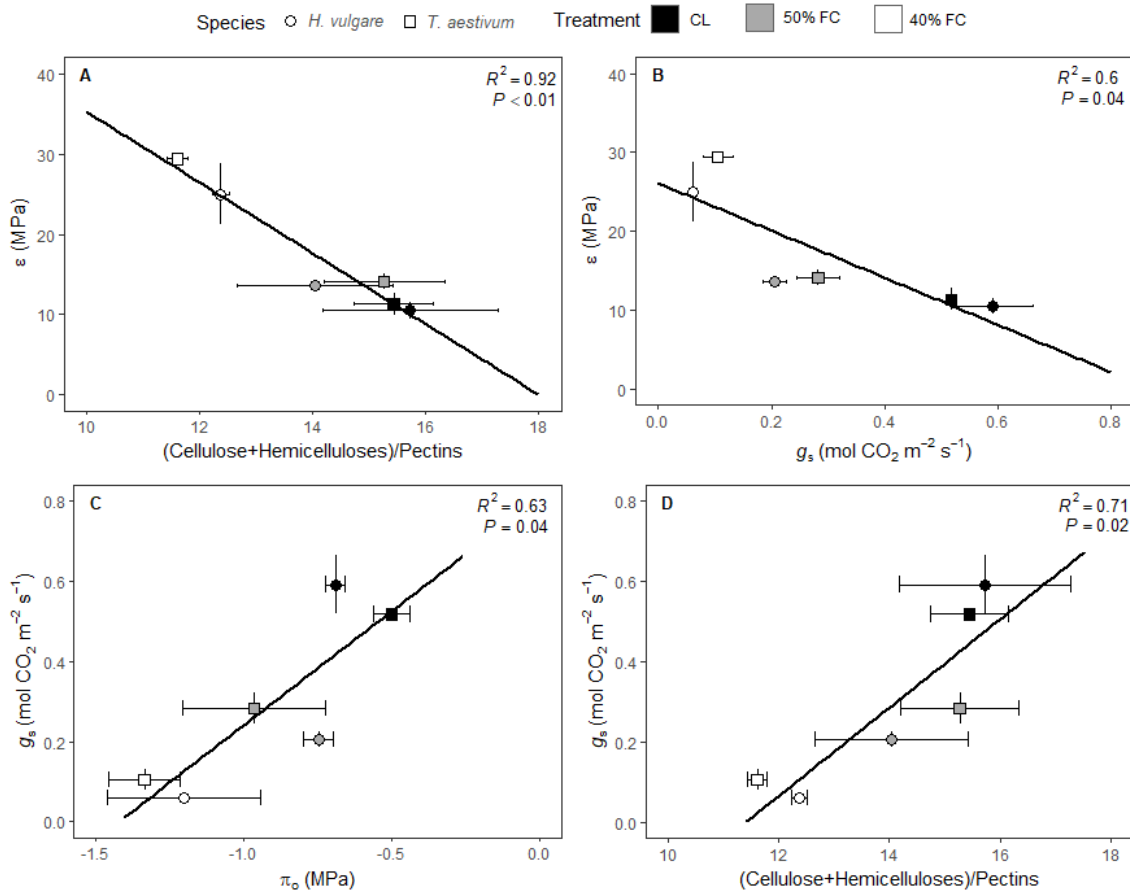 Species H. vulgare T. aestivum Treatment CL 50% FC 40% FC
A
R² = 0.92
P < 0.01
40
30
20
10
0
ε (MPa)
10 12 14 16 18
(Cellulose+Hemicelluloses)/Pectins
B
R² = 0.6
P = 0.04
40
30
20
10
0
ε (MPa)
0.0 0.2 0.4 0.6 0.8
gₛ (mol CO₂ m⁻² s⁻¹)
C
R² = 0.63
P = 0.04
0.8
0.6
0.4
0.2
0.0
gₛ (mol CO₂ m⁻² s⁻¹)
-1.5 -1.0 -0.5 0.0
πₒ (MPa)
D
R² = 0.71
P = 0.02
0.8
0.6
0.4
0.2
0.0
gₛ (mol CO₂ m⁻² s⁻¹)
10 12 14 16 18
(Cellulose+Hemicelluloses)/Pectins